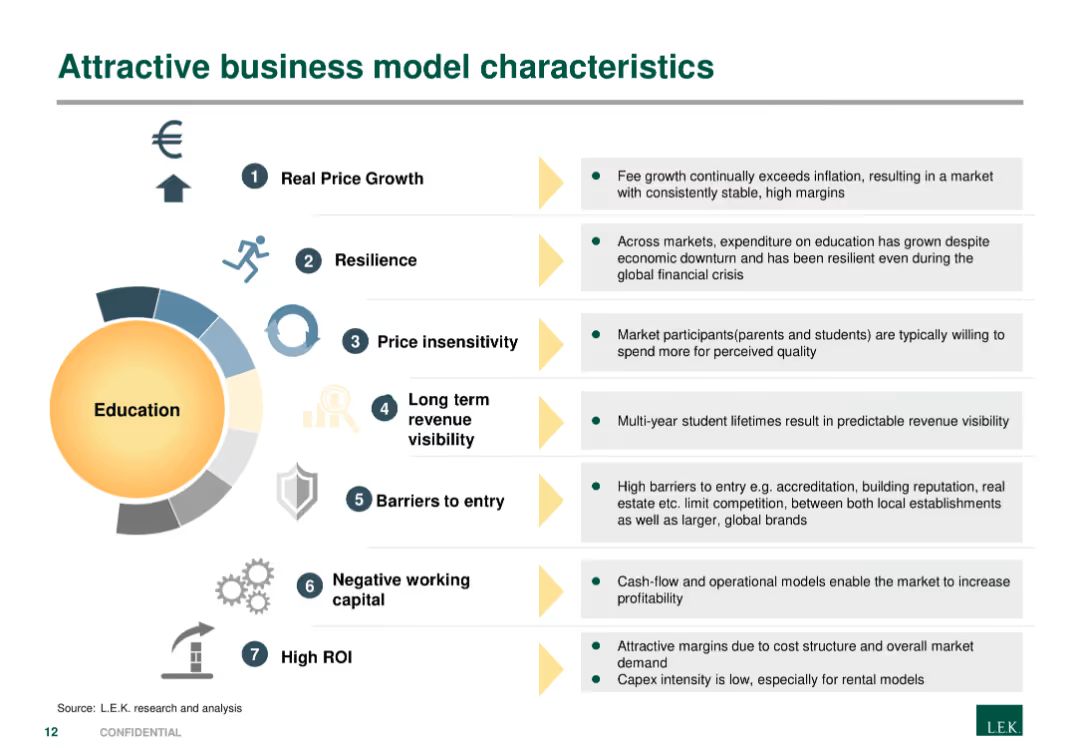 Attractive business model characteristics
€
1 Real Price Growth
Fee growth continually exceeds inflation, resulting in a market
with consistently stable, high margins
2 Resilience
Across markets, expenditure on education has grown despite
economic downturn and has been resilient even during the
global financial crisis
3 Price insensitivity
Market participants(parents and students) are typically willing to
spend more for perceived quality
Education
4 Long term
revenue
visibility
Multi-year student lifetimes result in predictable revenue visibility
5 Barriers to entry
High barriers to entry e.g. accreditation, building reputation, real
estate etc. limit competition, between both local establishments
as well as larger, global brands
6 Negative working
capital
Cash-flow and operational models enable the market to increase
profitability
7 High ROI
Attractive margins due to cost structure and overall market
demand
Capex intensity is low, especially for rental models
Source: L.E.K. research and analysis
12 CONFIDENTIAL
L.E.K.